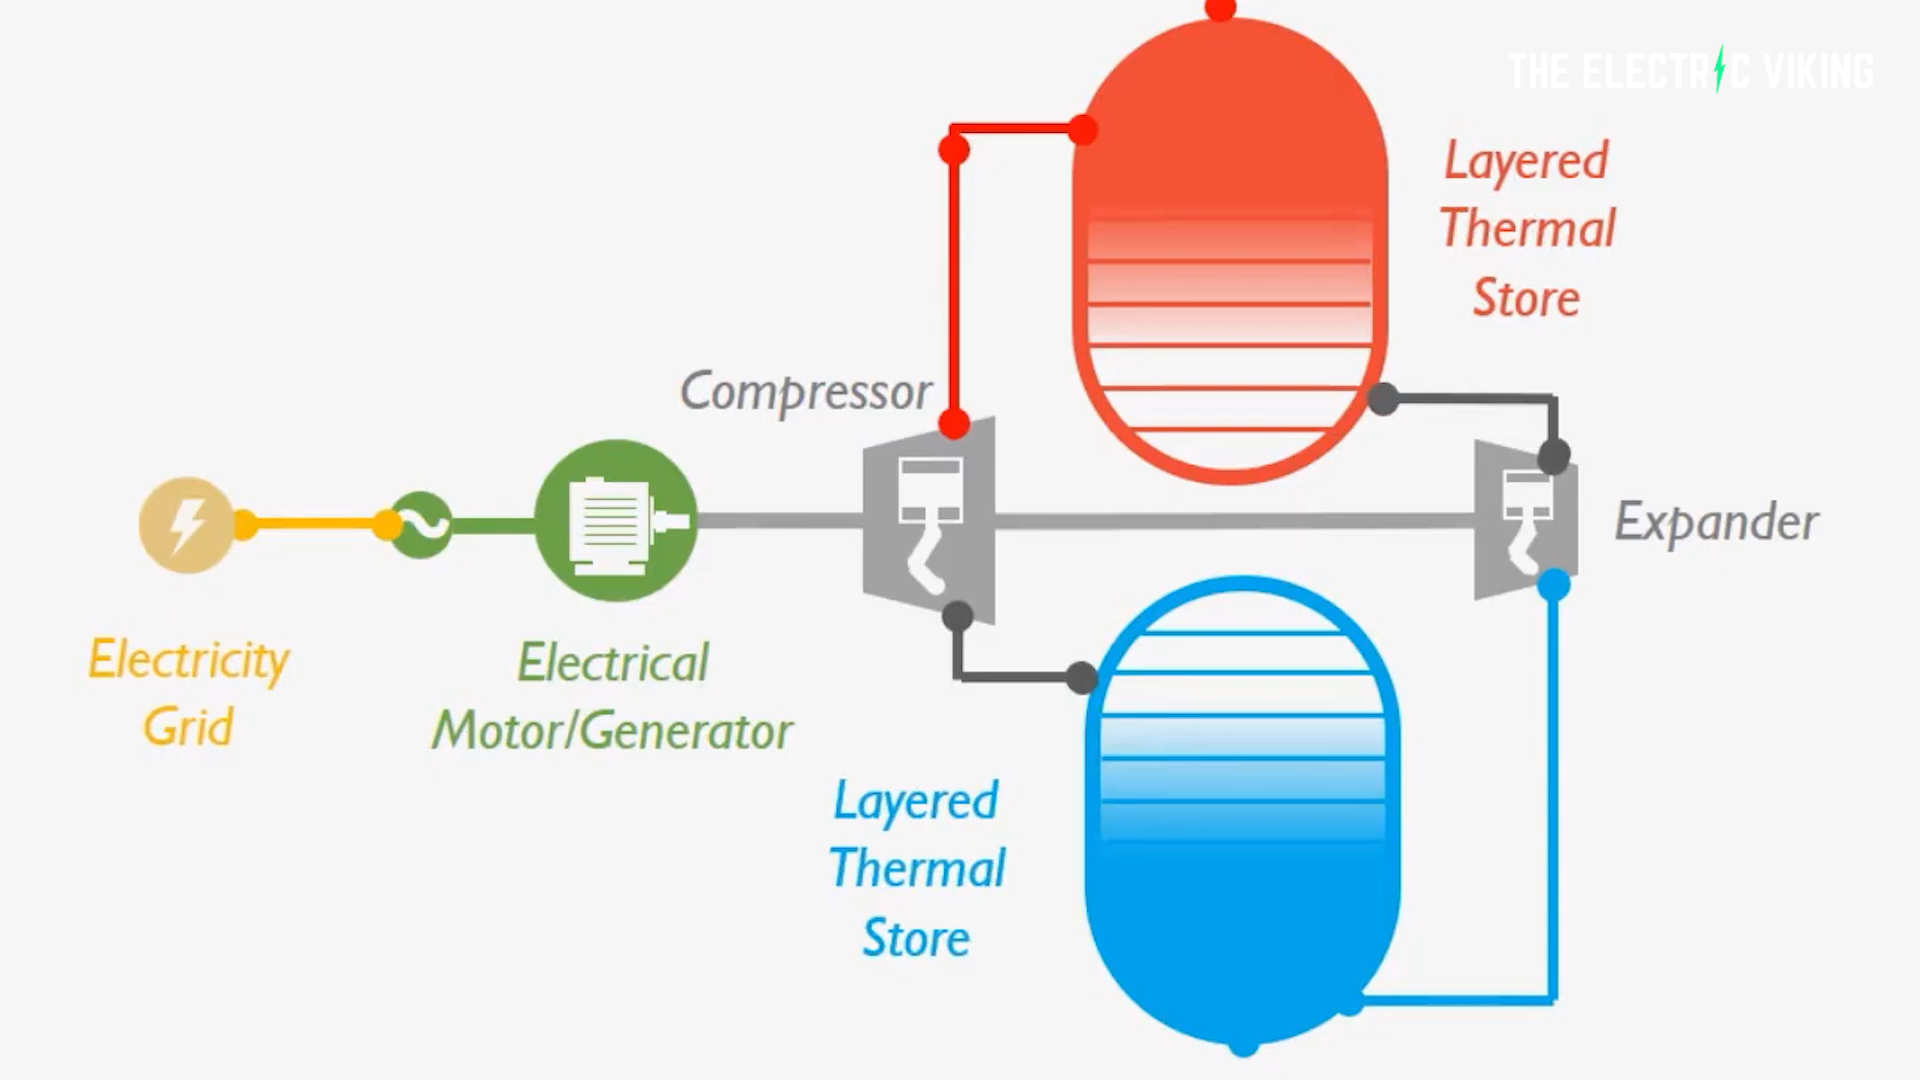 THE ELECTRIC VIKING
Layered
Thermal
Store
Compressor
Expander
Electricity
Grid
Electrical
Motor/Generator
Layered
Thermal
Store